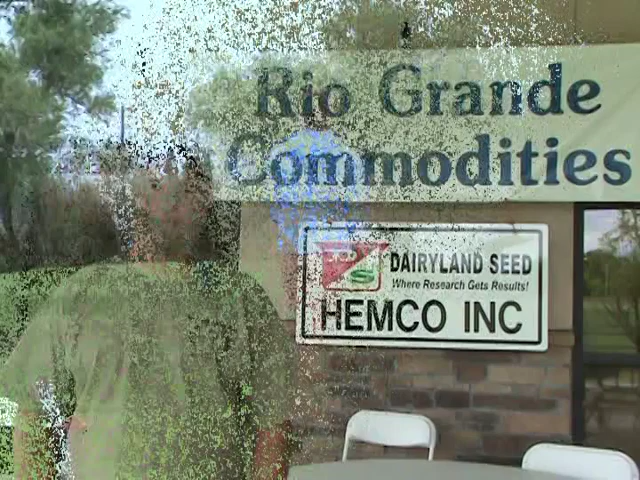 Rio Grande
Commodities
DAIRYLAND SEED
Where Research Gets Results!
HEMCO INC